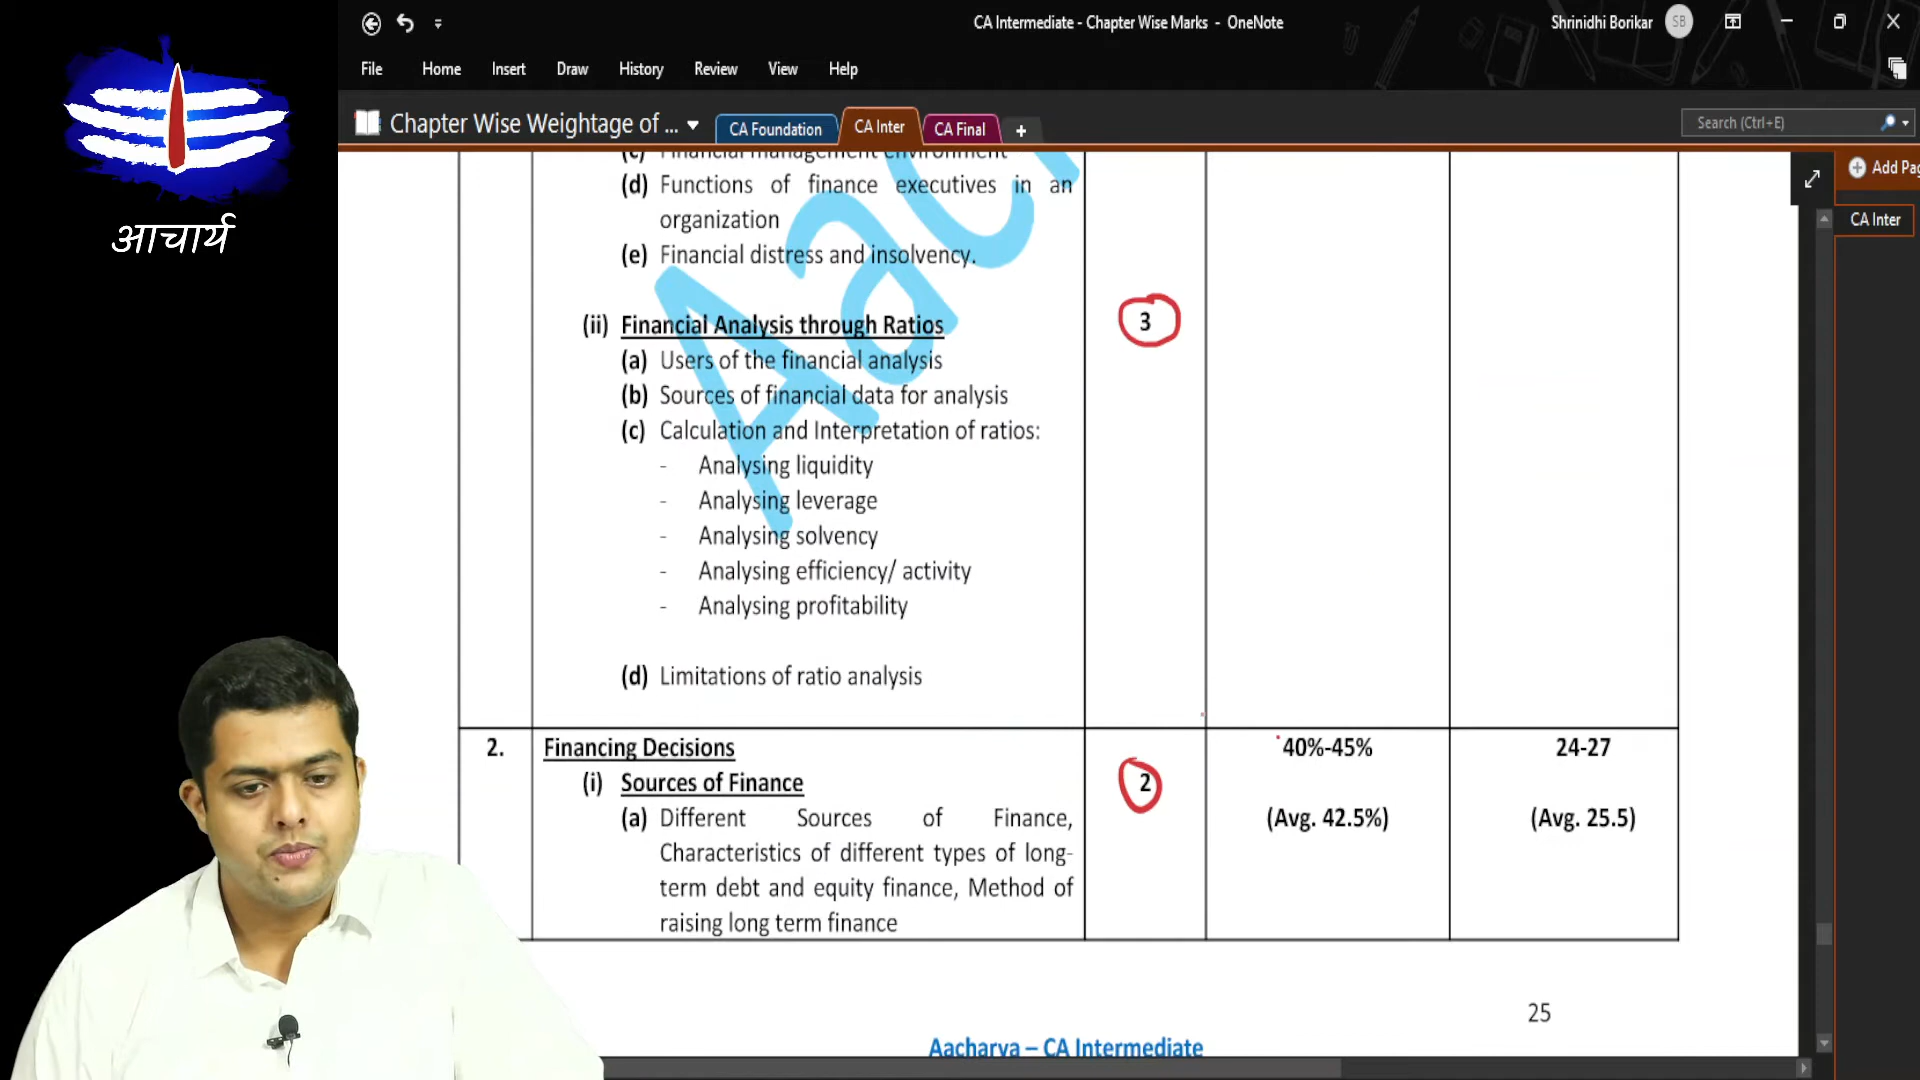 CA Intermediate - Chapter Wise Marks - OneNote
Shrinidhi Borikar
SB
File Home Insert Draw History Review View Help
Chapter Wise Weightage of ...
CA Foundation
CA Inter
CA Final
Search (Ctrl+E)
Add Pag
CA Inter
आचार्य
(c) Financial management environment
(d) Functions of finance executives in an
organization
(e) Financial distress and insolvency.
(ii) Financial Analysis through Ratios
3
(a) Users of the financial analysis
(b) Sources of financial data for analysis
(c) Calculation and Interpretation of ratios:
- Analysing liquidity
- Analysing leverage
- Analysing solvency
- Analysing efficiency/ activity
- Analysing profitability
(d) Limitations of ratio analysis
2. Financing Decisions 40%-45% 24-27
(i) Sources of Finance 2
(a) Different Sources of Finance, (Avg. 42.5%) (Avg. 25.5)
Characteristics of different types of long-
term debt and equity finance, Method of
raising long term finance
25
Aacharya – CA Intermediate